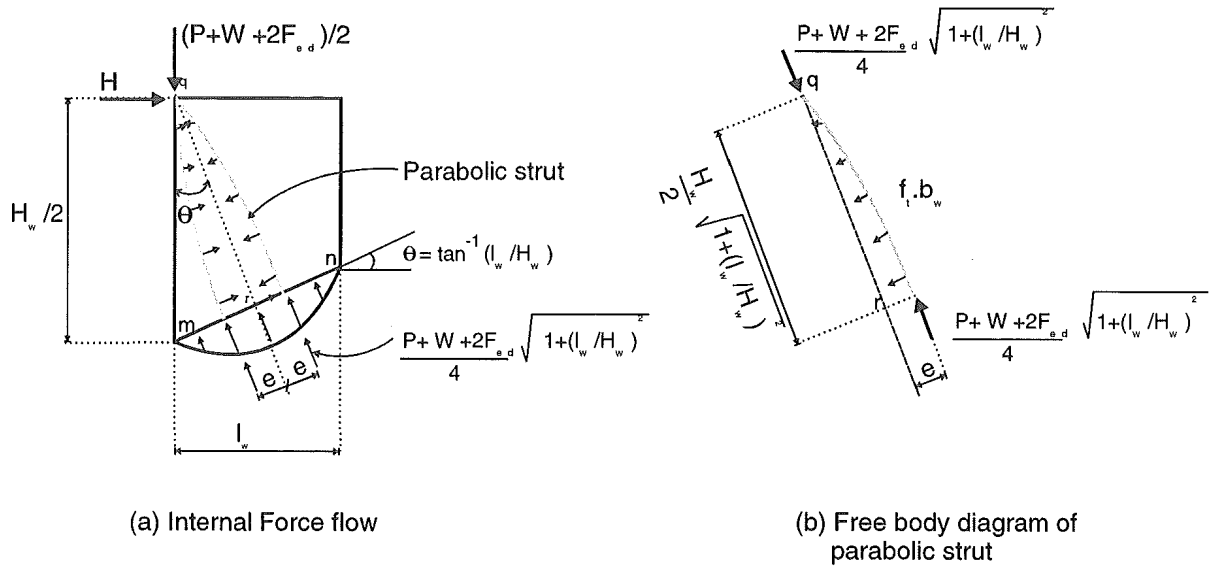 (P+W +2F_ed)/2
H
q
H_w /2
θ
Parabolic strut
n
θ = tan⁻¹ (l_w /H_w )
r
m
P+ W +2F_ed / 4 √1+(l_w /H_w )²
e e
l_w
(a) Internal Force flow
P+ W + 2F_ed / 4 √1+(l_w /H_w )²
q
H_w / 2 √1+(l_w /H_w )²
f_t.b_w
r
P+ W +2F_ed / 4 √1+(l_w /H_w )²
e
(b) Free body diagram of
parabolic strut